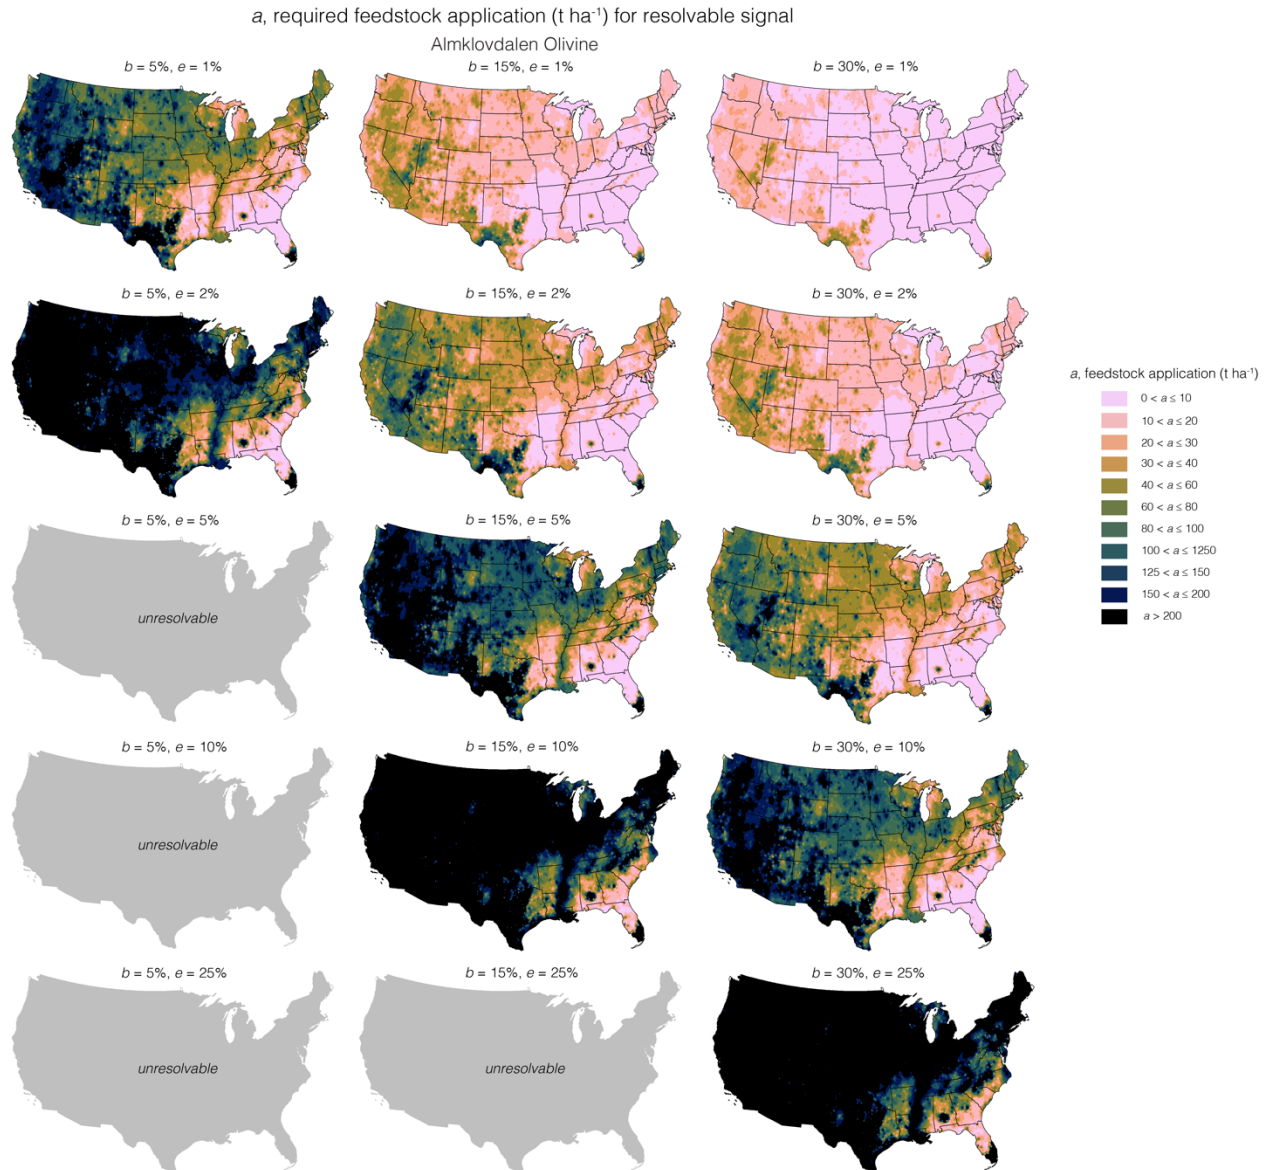 a, required feedstock application (t ha⁻¹) for resolvable signal
Almklovdalen Olivine
b = 5%, e = 1%
b = 15%, e = 1%
b = 30%, e = 1%
b = 5%, e = 2%
b = 15%, e = 2%
b = 30%, e = 2%
b = 5%, e = 5%
unresolvable
b = 15%, e = 5%
b = 30%, e = 5%
b = 5%, e = 10%
unresolvable
b = 15%, e = 10%
b = 30%, e = 10%
b = 5%, e = 25%
unresolvable
b = 15%, e = 25%
unresolvable
b = 30%, e = 25%
a, feedstock application (t ha⁻¹)
0 < a ≤ 10
10 < a ≤ 20
20 < a ≤ 30
30 < a ≤ 40
40 < a ≤ 60
60 < a ≤ 80
80 < a ≤ 100
100 < a ≤ 1250
125 < a ≤ 150
150 < a ≤ 200
a > 200